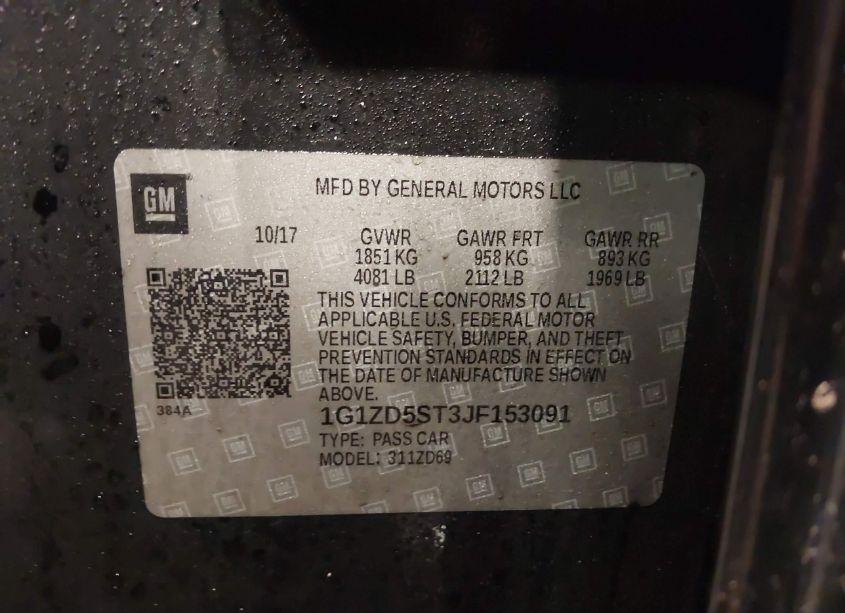 GM
MFD BY GENERAL MOTORS LLC
10/17 GVWR GAWR FRT GAWR RR
1851 KG 958 KG 893 KG
4081 LB 2112 LB 1969 LB
THIS VEHICLE CONFORMS TO ALL
APPLICABLE U.S. FEDERAL MOTOR
VEHICLE SAFETY, BUMPER, AND THEFT
PREVENTION STANDARDS IN EFFECT ON
THE DATE OF MANUFACTURE SHOWN
ABOVE.
384A
1G1ZD5ST3JF153091
TYPE: PASS CAR
MODEL: 311ZD69